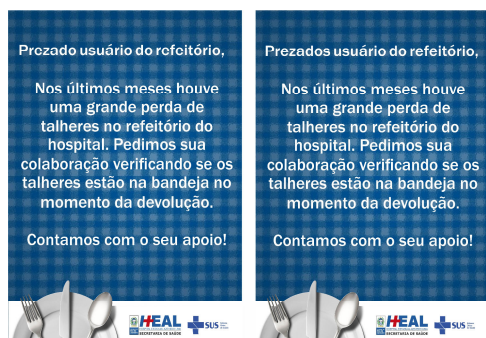 Prezado usuário do refeitório,
Nos últimos meses houve
uma grande perda de
talheres no refeitório do
hospital. Pedimos sua
colaboração verificando se os
talheres estão na bandeja no
momento da devolução.
Contamos com o seu apoio!
HEAL
SECRETARIA DE SAÚDE
SUS
Prezados usuário do refeitório,
Nos últimos meses houve
uma grande perda de
talheres no refeitório do
hospital. Pedimos sua
colaboração verificando se os
talheres estão na bandeja no
momento da devolução.
Contamos com o seu apoio!
HEAL
SECRETARIA DE SAÚDE
SUS